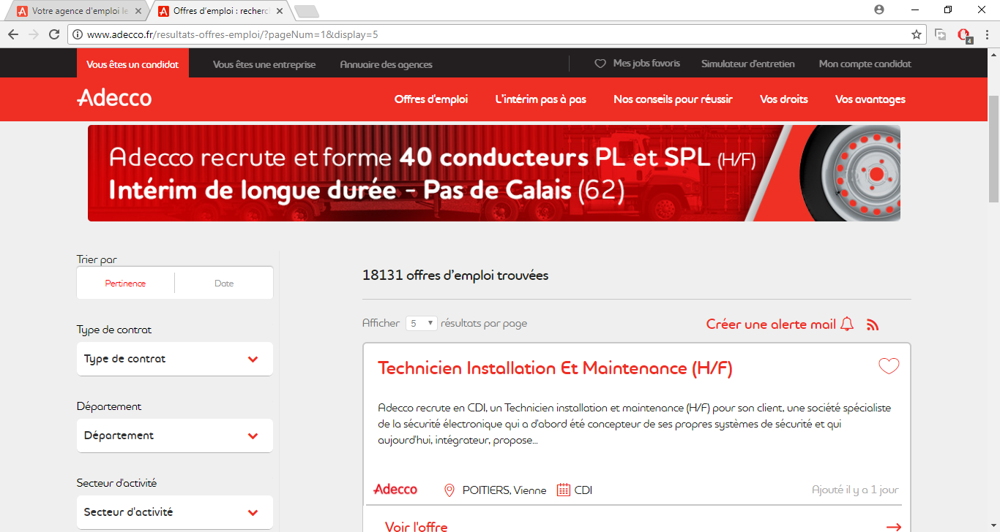 Votre agence d'emploi le
Offres d'emploi : recherc
www.adecco.fr/resultats-offres-emploi/?pageNum=1&display=5
4
Vous êtes un candidat
Vous êtes une entreprise
Annuaire des agences
Mes jobs favoris
Simulateur d'entretien
Mon compte candidat
Adecco
Offres d'emploi
L'intérim pas à pas
Nos conseils pour réussir
Vos droits
Vos avantages
Adecco recrute et forme 40 conducteurs PL et SPL (H/F)
Intérim de longue durée - Pas de Calais (62)
Trier par
Pertinence
Date
Type de contrat
Type de contrat
Département
Département
Secteur d'activité
Secteur d'activité
18131 offres d'emploi trouvées
Afficher 5 résultats par page
Créer une alerte mail
Technicien Installation Et Maintenance (H/F)
Adecco recrute en CDI, un Technicien installation et maintenance (H/F) pour son client, une société spécialiste
de la sécurité électronique qui a d'abord été concepteur de ses propres systèmes de sécurité et qui
aujourd'hui, intégrateur, propose...
Adecco
POITIERS, Vienne
CDI
Ajouté il y a 1 jour
Voir l'offre